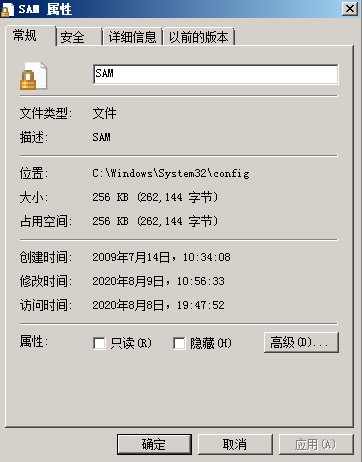 SAM 属性
常规 安全 详细信息 以前的版本
SAM
文件类型: 文件
描述: SAM
位置: C:\Windows\System32\config
大小: 256 KB (262,144 字节)
占用空间: 256 KB (262,144 字节)
创建时间: 2009年7月14日，10:34:08
修改时间: 2020年8月9日，10:56:33
访问时间: 2020年8月8日，19:47:52
属性: 只读(R) 隐藏(H) 高级(D)...
确定 取消 应用(A)